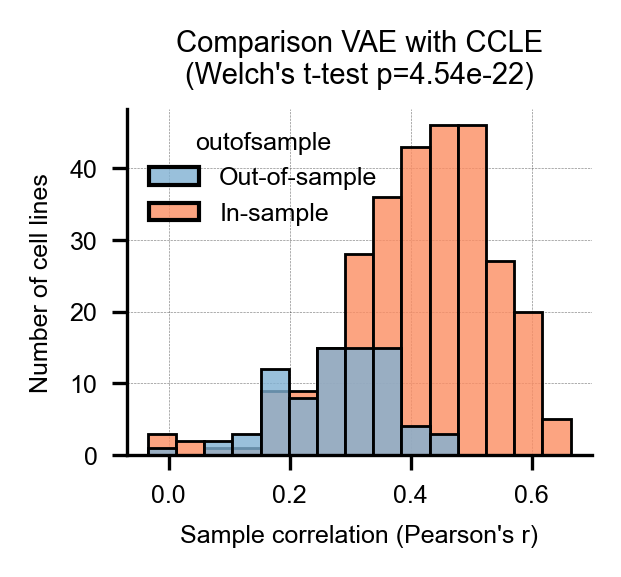 Comparison VAE with CCLE
(Welch's t-test p=4.54e-22)
outofsample
Out-of-sample
In-sample
Number of cell lines
40
30
20
10
0
0.0 0.2 0.4 0.6
Sample correlation (Pearson's r)